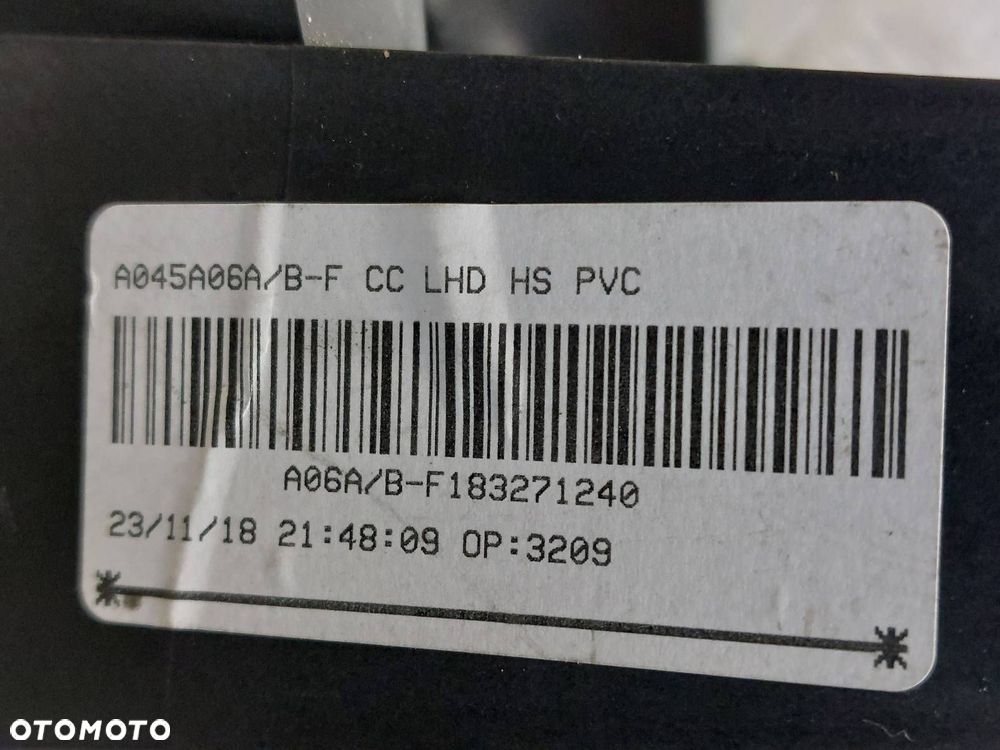 A045A06A/B-F CC LHD HS PVC
A06A/B-F183271240
23/11/18 21:48:09 OP:3209
OTOMOTO